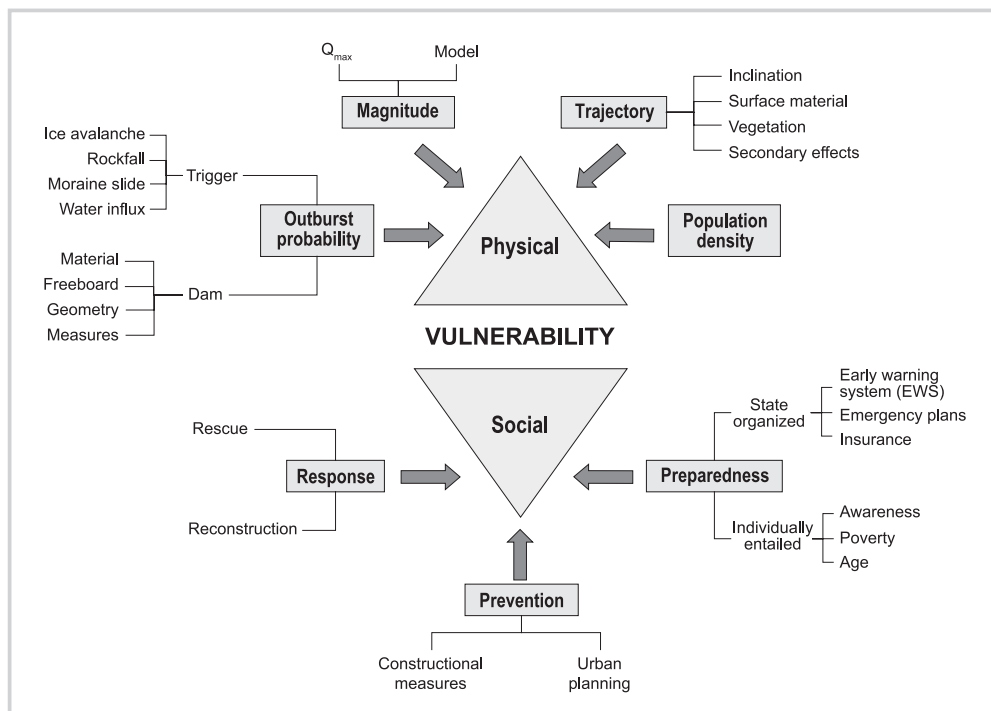 Q_max
Model
Magnitude
Trajectory
Inclination
Surface material
Vegetation
Secondary effects
Ice avalanche
Rockfall
Moraine slide
Water influx
Trigger
Outburst
probability
Material
Freeboard
Geometry
Measures
Dam
Physical
Population
density
VULNERABILITY
Social
Rescue
Response
Reconstruction
State
organized
Early warning
system (EWS)
Emergency plans
Insurance
Preparedness
Individually
entailed
Awareness
Poverty
Age
Prevention
Constructional
measures
Urban
planning